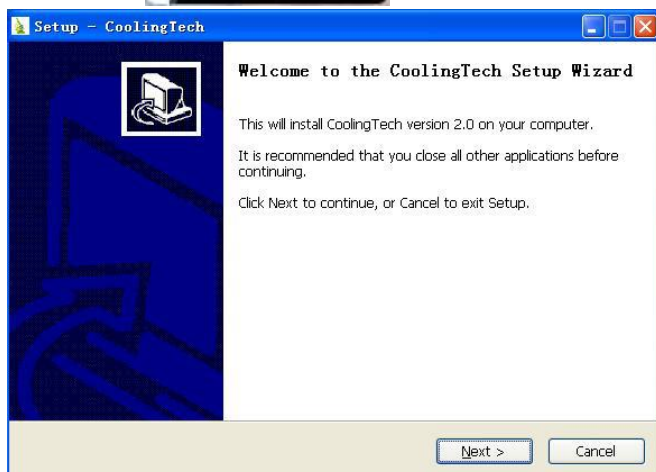 Setup - CoolingTech
Welcome to the CoolingTech Setup Wizard
This will install CoolingTech version 2.0 on your computer.
It is recommended that you close all other applications before
continuing.
Click Next to continue, or Cancel to exit Setup.
Next >
Cancel